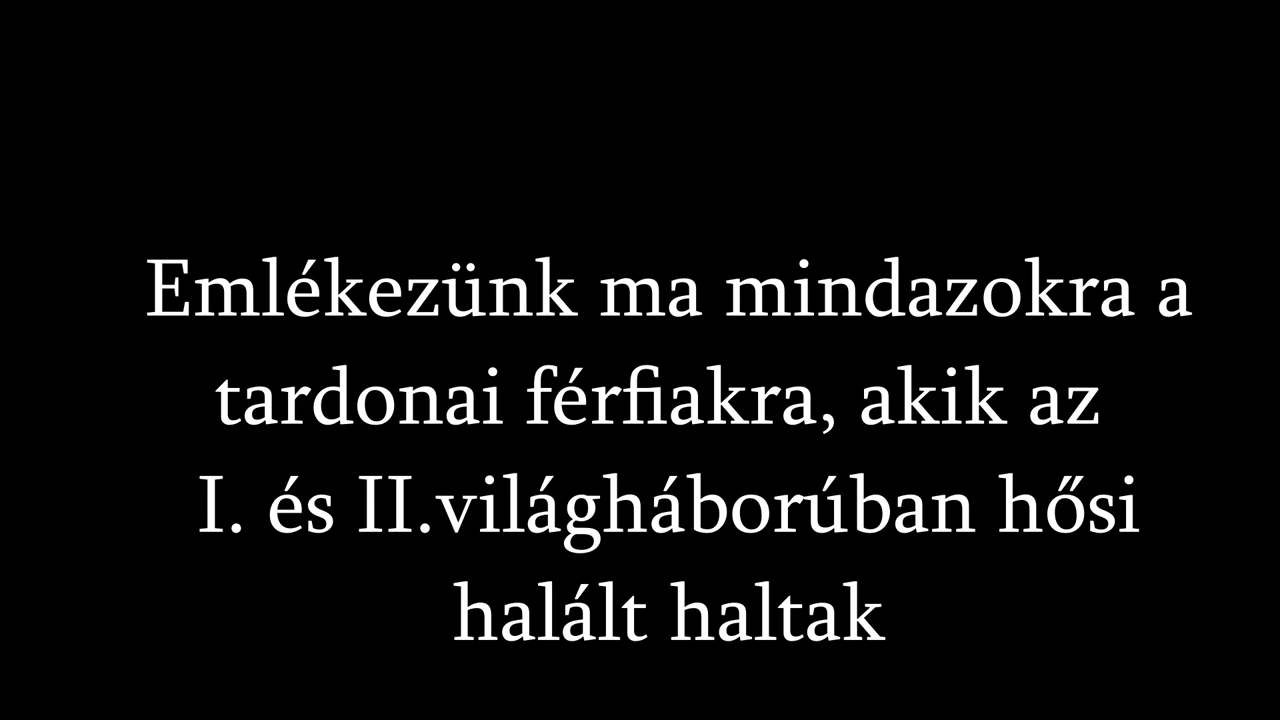 Emlékezünk ma mindazokra a
tardonai férfiakra, akik az
I. és II.világháborúban hősi
halált haltak